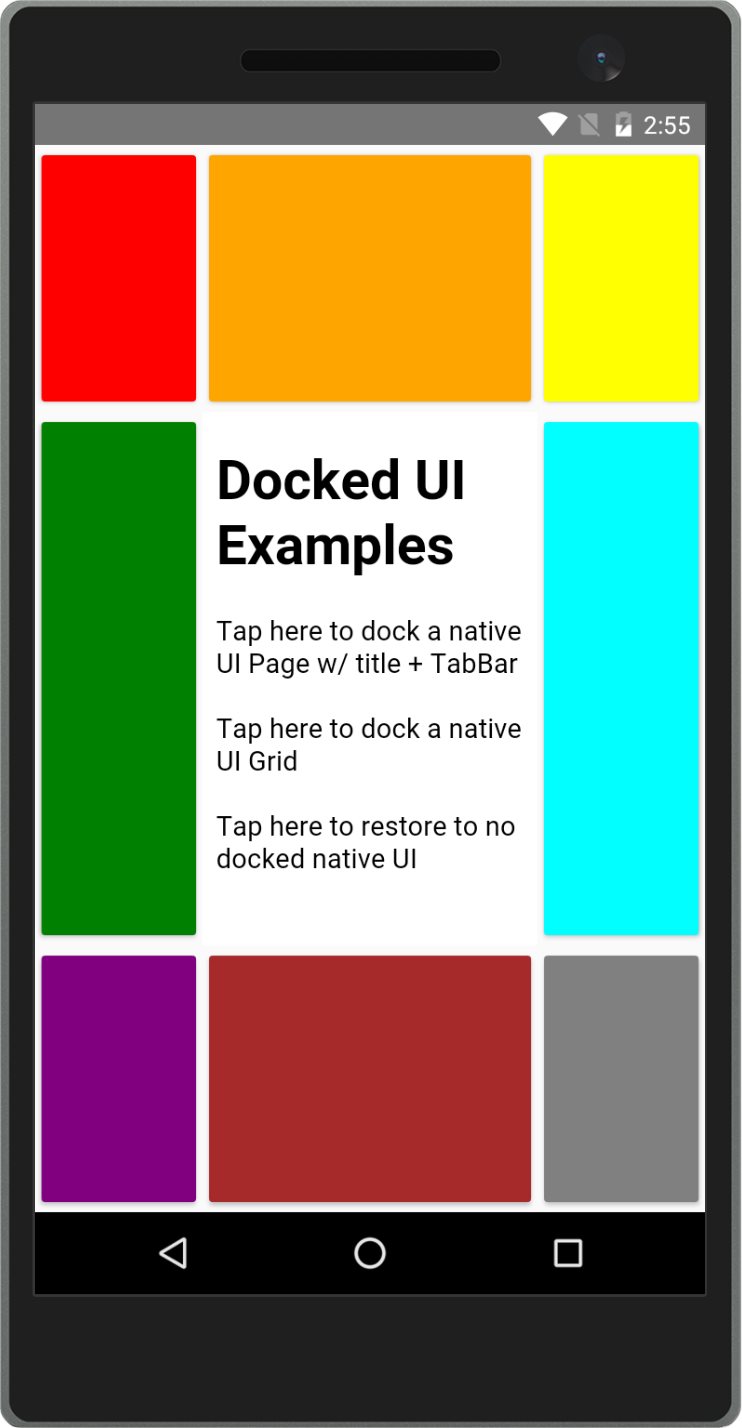 2:55
Docked UI
Examples
Tap here to dock a native
UI Page w/ title + TabBar
Tap here to dock a native
UI Grid
Tap here to restore to no
docked native UI